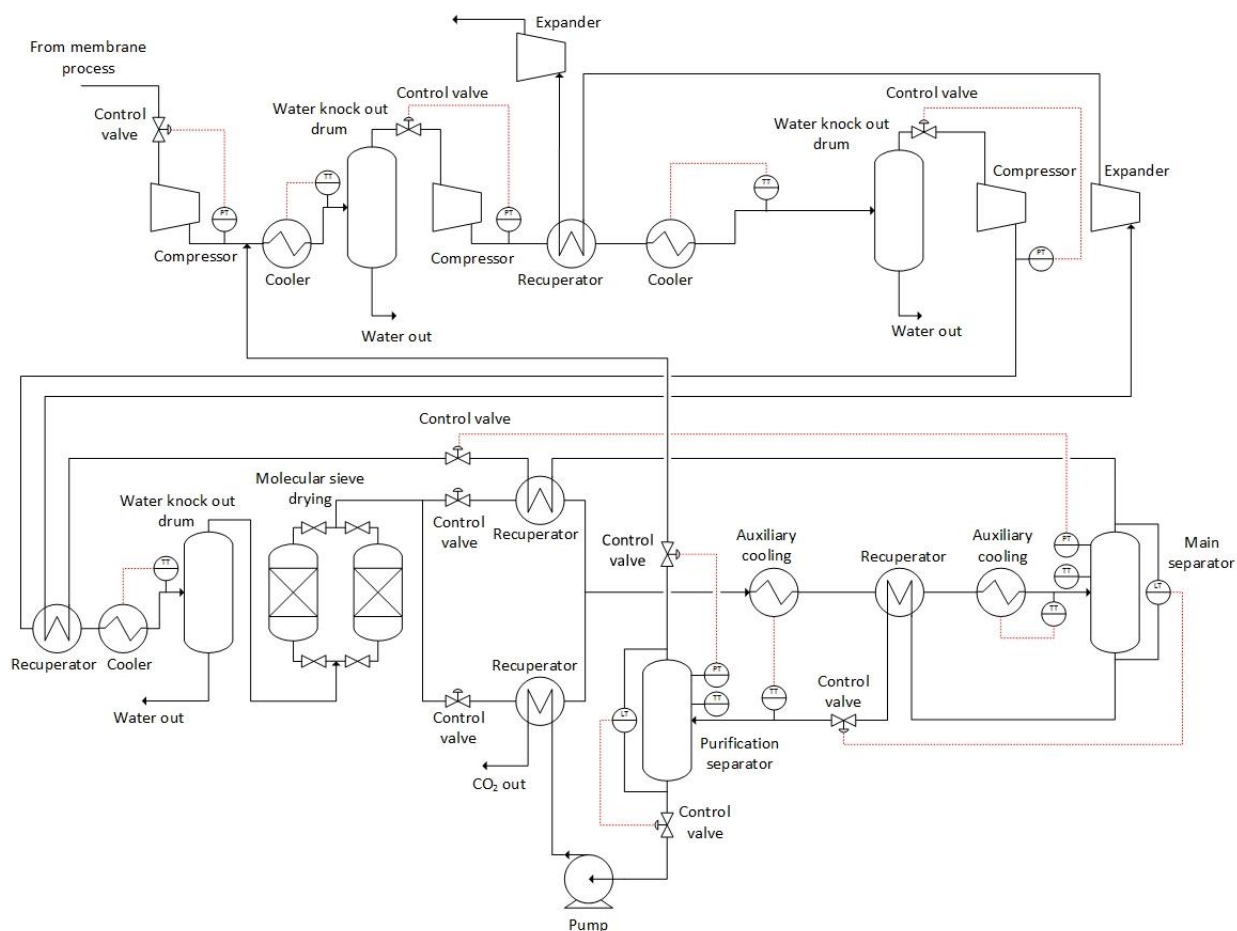 Expander
From membrane
process
Control
valve
Water knock out
drum
Control valve
Water knock out
drum
Control valve
Compressor
Expander
TT
PT
PT
TT
PT
Compressor
Cooler
Compressor
Recuperator
Cooler
Water out
Water out
Control valve
Molecular sieve
drying
Water knock out
drum
Control
valve
Recuperator
Control
valve
Auxiliary
cooling
Recuperator
Auxiliary
cooling
Main
separator
PT
TT
LT
TT
TT
Recuperator
Cooler
Water out
Recuperator
Control
valve
CO₂ out
PT
TT
LT
TT
Control
valve
Purification
separator
Control
valve
Pump